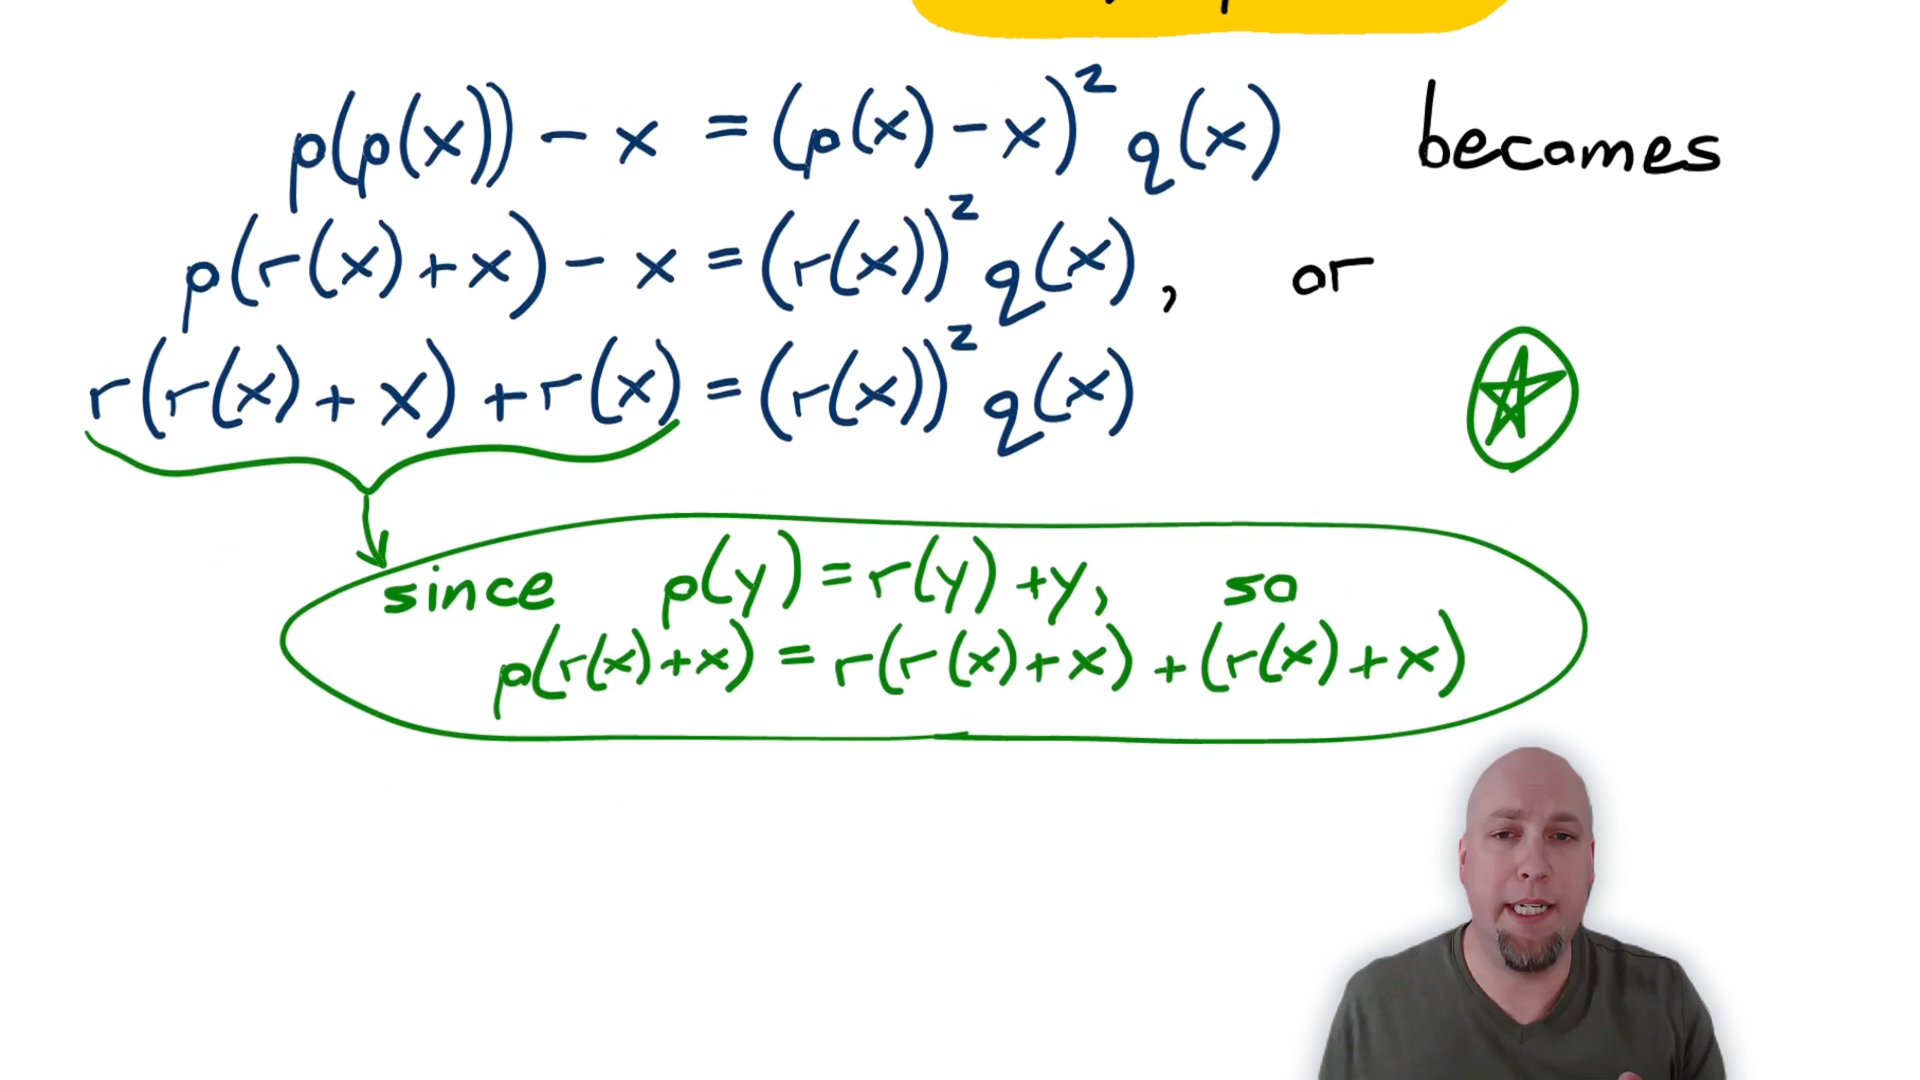 p(p(x)) - x = (p(x) - x)² q(x) becomes
p(r(x) + x) - x = (r(x))² q(x), or
r(r(x) + x) + r(x) = (r(x))² q(x)
since p(y) = r(y) + y, so
p(r(x) + x) = r(r(x) + x) + (r(x) + x)